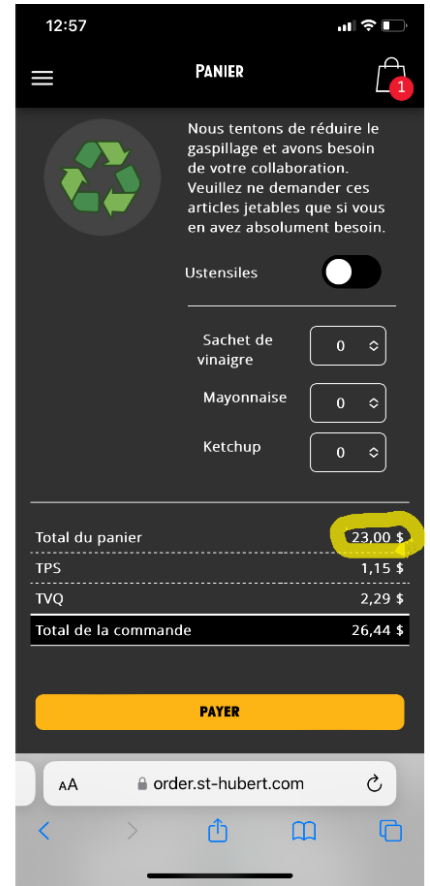 12:57
PANIER
1
Nous tentons de réduire le
gaspillage et avons besoin
de votre collaboration.
Veuillez ne demander ces
articles jetables que si vous
en avez absolument besoin.
Ustensiles
Sachet de
vinaigre
0
Mayonnaise
0
Ketchup
0
Total du panier 23,00 $
TPS 1,15 $
TVQ 2,29 $
Total de la commande 26,44 $
PAYER
AA order.st-hubert.com